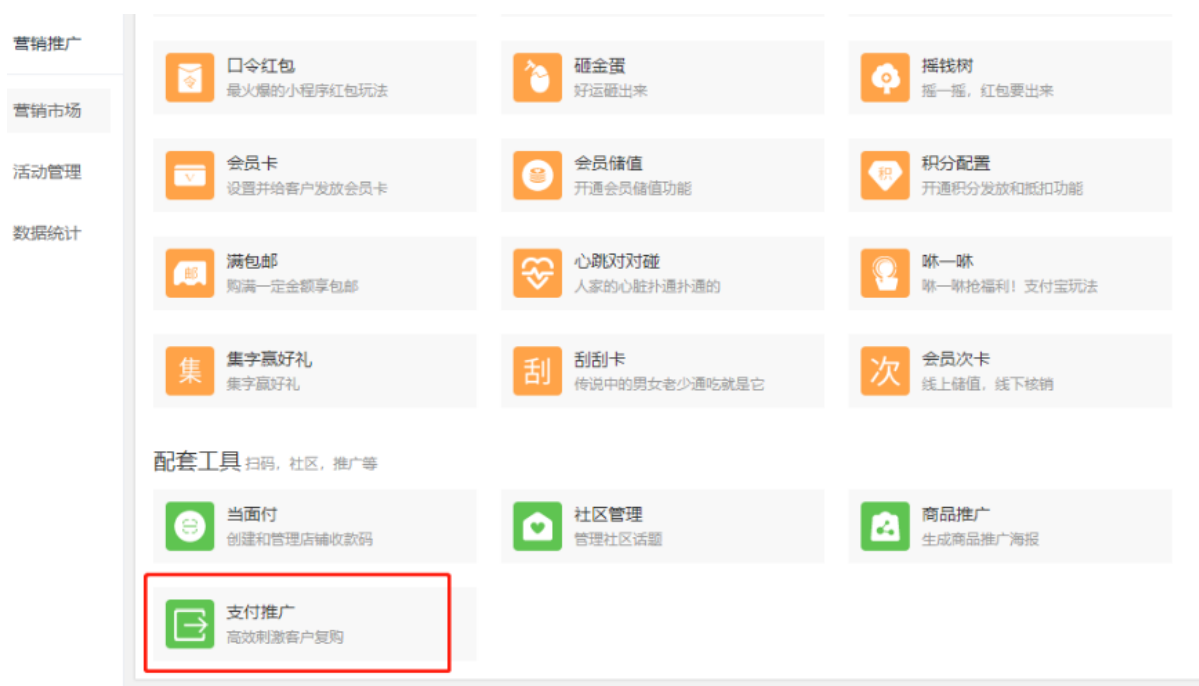 营销推广
营销市场
活动管理
数据统计
令
口令红包
最火爆的小程序红包玩法
砸金蛋
好运砸出来
摇钱树
摇一摇，红包要出来
V
会员卡
设置并给客户发放会员卡
会员储值
开通会员储值功能
积
积分配置
开通积分发放和抵扣功能
邮
满包邮
购满一定金额享包邮
心跳对对碰
人家的心脏扑通扑通的
咻一咻
咻一咻抢福利！支付宝玩法
集
集字赢好礼
集字赢好礼
刮
刮刮卡
传说中的男女老少通吃就是它
次
会员次卡
线上储值，线下核销
配套工具 扫码，社区，推广等
当面付
创建和管理店铺收款码
社区管理
管理社区话题
商品推广
生成商品推广海报
支付推广
高效刺激客户复购